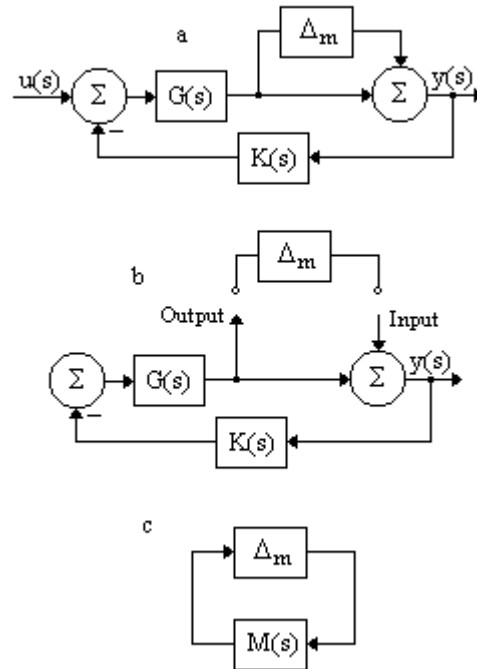 a
Δm
u(s)
Σ
G(s)
Σ
y(s)
−
K(s)
b
Δm
Output
Input
Σ
G(s)
Σ
y(s)
−
K(s)
c
Δm
M(s)